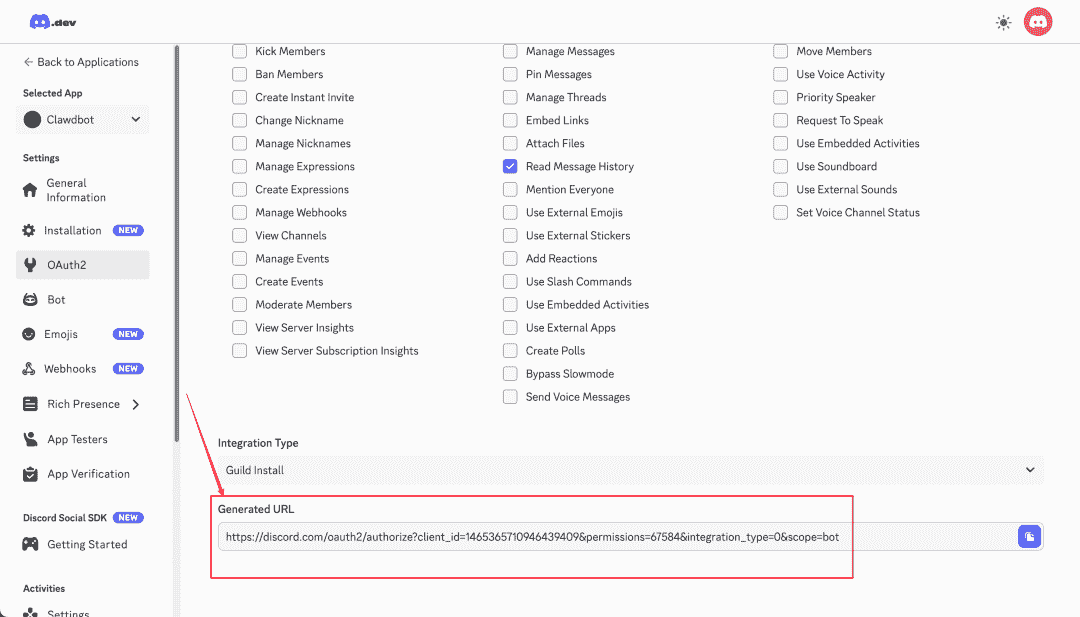 .dev
← Back to Applications
Selected App
Clawdbot
Settings
General
Information
Installation NEW
OAuth2
Bot
Emojis NEW
Webhooks NEW
Rich Presence
App Testers
App Verification
Discord Social SDK NEW
Getting Started
Activities
Settings
Kick Members
Ban Members
Create Instant Invite
Change Nickname
Manage Nicknames
Manage Expressions
Create Expressions
Manage Webhooks
View Channels
Manage Events
Create Events
Moderate Members
View Server Insights
View Server Subscription Insights
Manage Messages
Pin Messages
Manage Threads
Embed Links
Attach Files
Read Message History
Mention Everyone
Use External Emojis
Use External Stickers
Add Reactions
Use Slash Commands
Use Embedded Activities
Use External Apps
Create Polls
Bypass Slowmode
Send Voice Messages
Move Members
Use Voice Activity
Priority Speaker
Request To Speak
Use Embedded Activities
Use Soundboard
Use External Sounds
Set Voice Channel Status
Integration Type
Guild Install
Generated URL
https://discord.com/oauth2/authorize?client_id=1465365710946439409&permissions=67584&integration_type=0&scope=bot